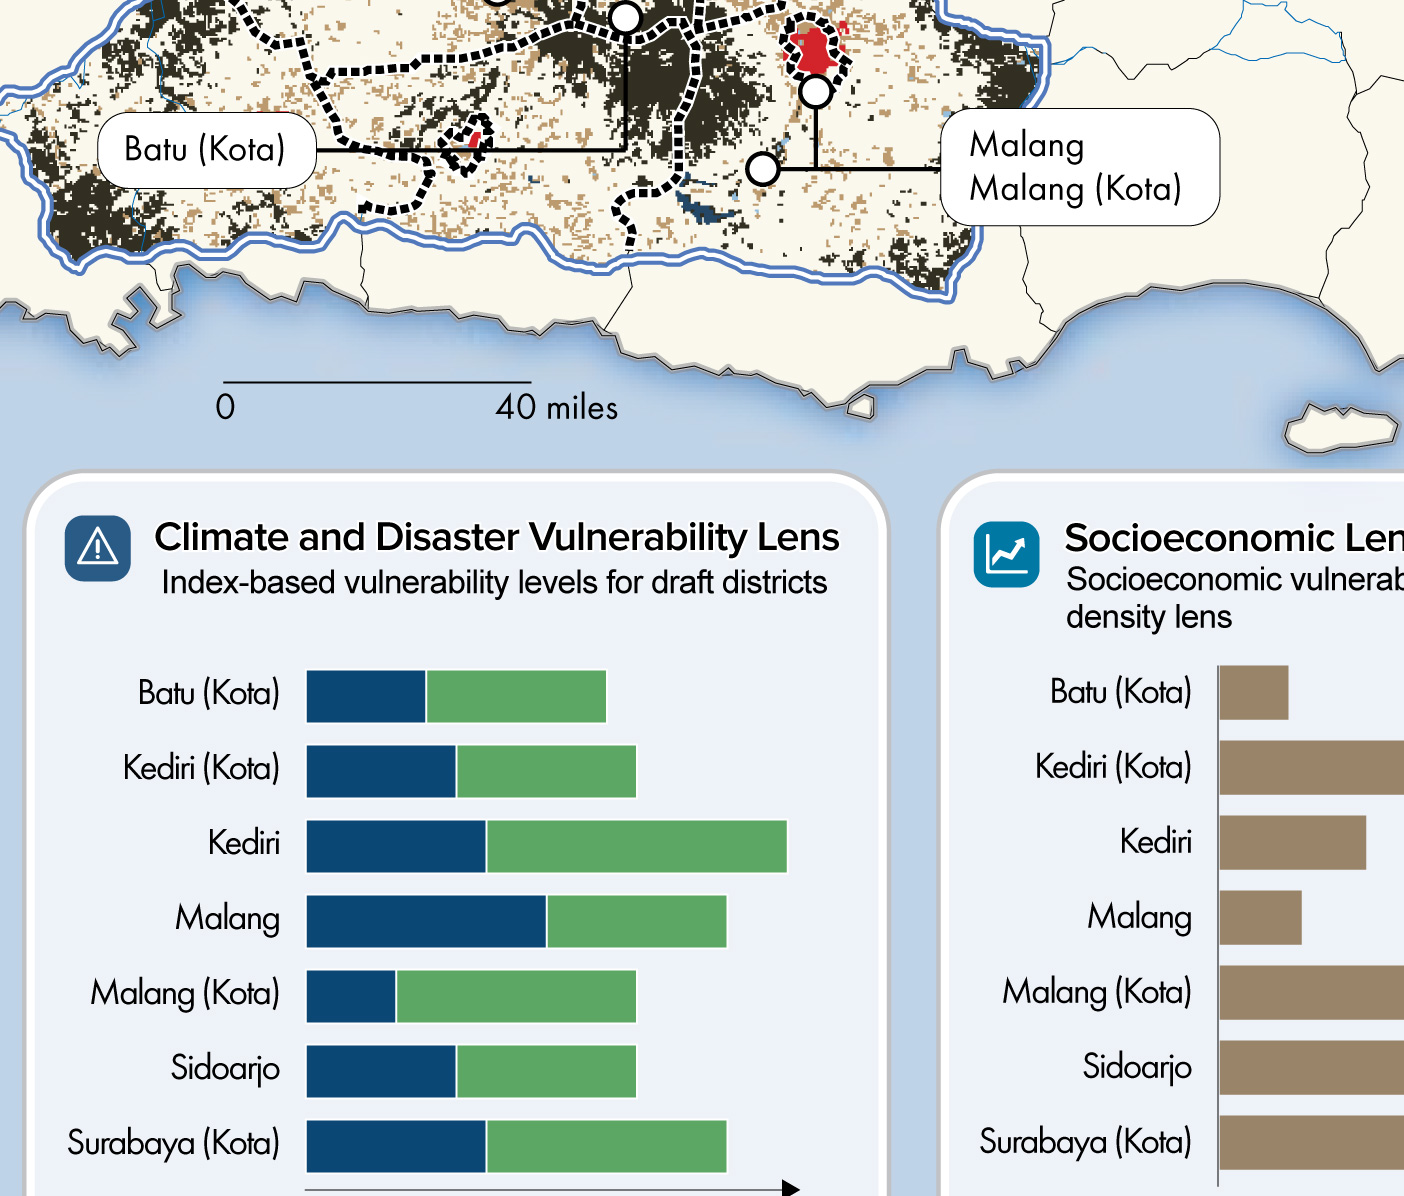 Batu (Kota)
Malang
Malang (Kota)
0
40 miles
Climate and Disaster Vulnerability Lens
Index-based vulnerability levels for draft districts
Batu (Kota)
Kediri (Kota)
Kediri
Malang
Malang (Kota)
Sidoarjo
Surabaya (Kota)
Socioeconomic Len
Socioeconomic vulnerab
density lens
Batu (Kota)
Kediri (Kota)
Kediri
Malang
Malang (Kota)
Sidoarjo
Surabaya (Kota)